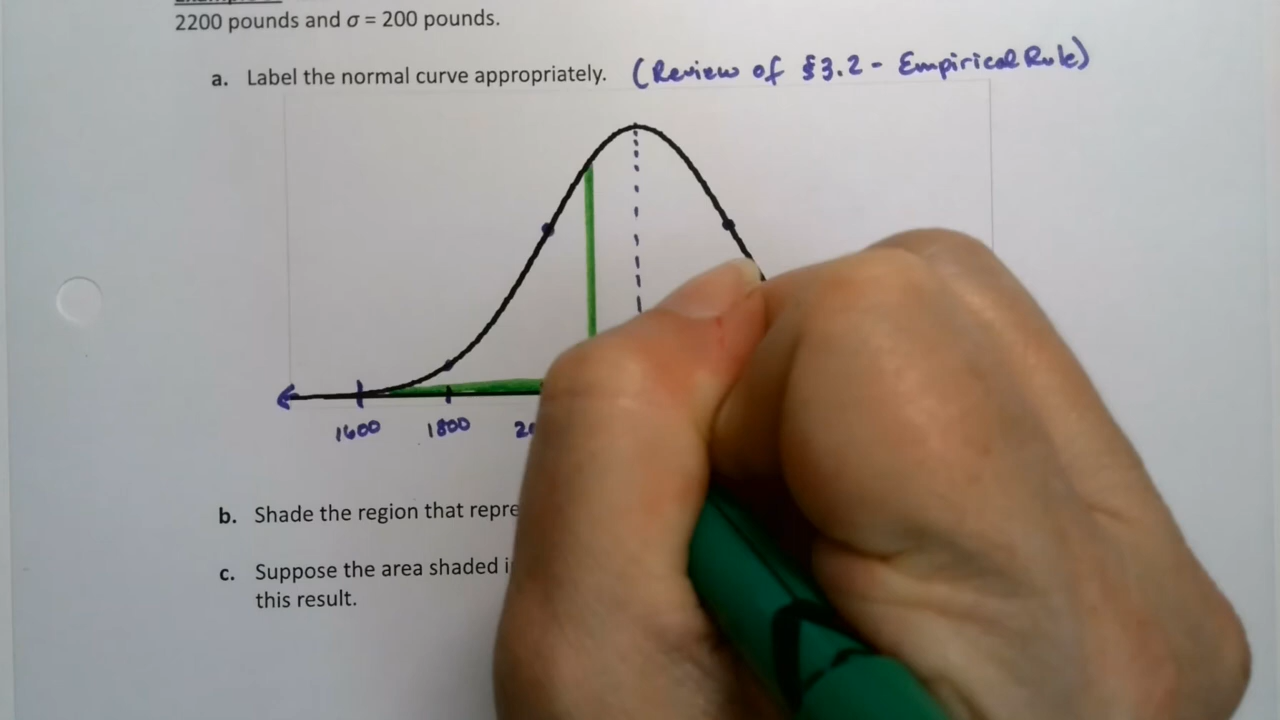 2200 pounds and σ = 200 pounds.
a. Label the normal curve appropriately. (Review of §3.2 - Empirical Rule)
1600 1800
b. Shade the region that
c. Suppose the area shaded
this result.